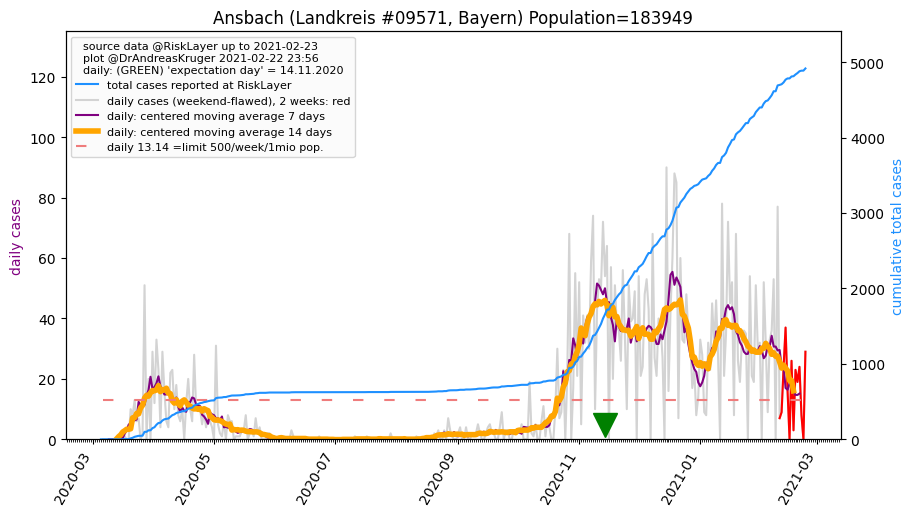 Ansbach (Landkreis #09571, Bayern) Population=183949
source data @RiskLayer up to 2021-02-23
plot @DrAndreasKruger 2021-02-22 23:56
daily: (GREEN) 'expectation day' = 14.11.2020
total cases reported at RiskLayer
daily cases (weekend-flawed), 2 weeks: red
daily: centered moving average 7 days
daily: centered moving average 14 days
daily 13.14 =limit 500/week/1mio pop.
daily cases
120
100
80
60
40
20
0
5000
4000
3000
2000
1000
0
cumulative total cases
2020-03
2020-05
2020-07
2020-09
2020-11
2021-01
2021-03